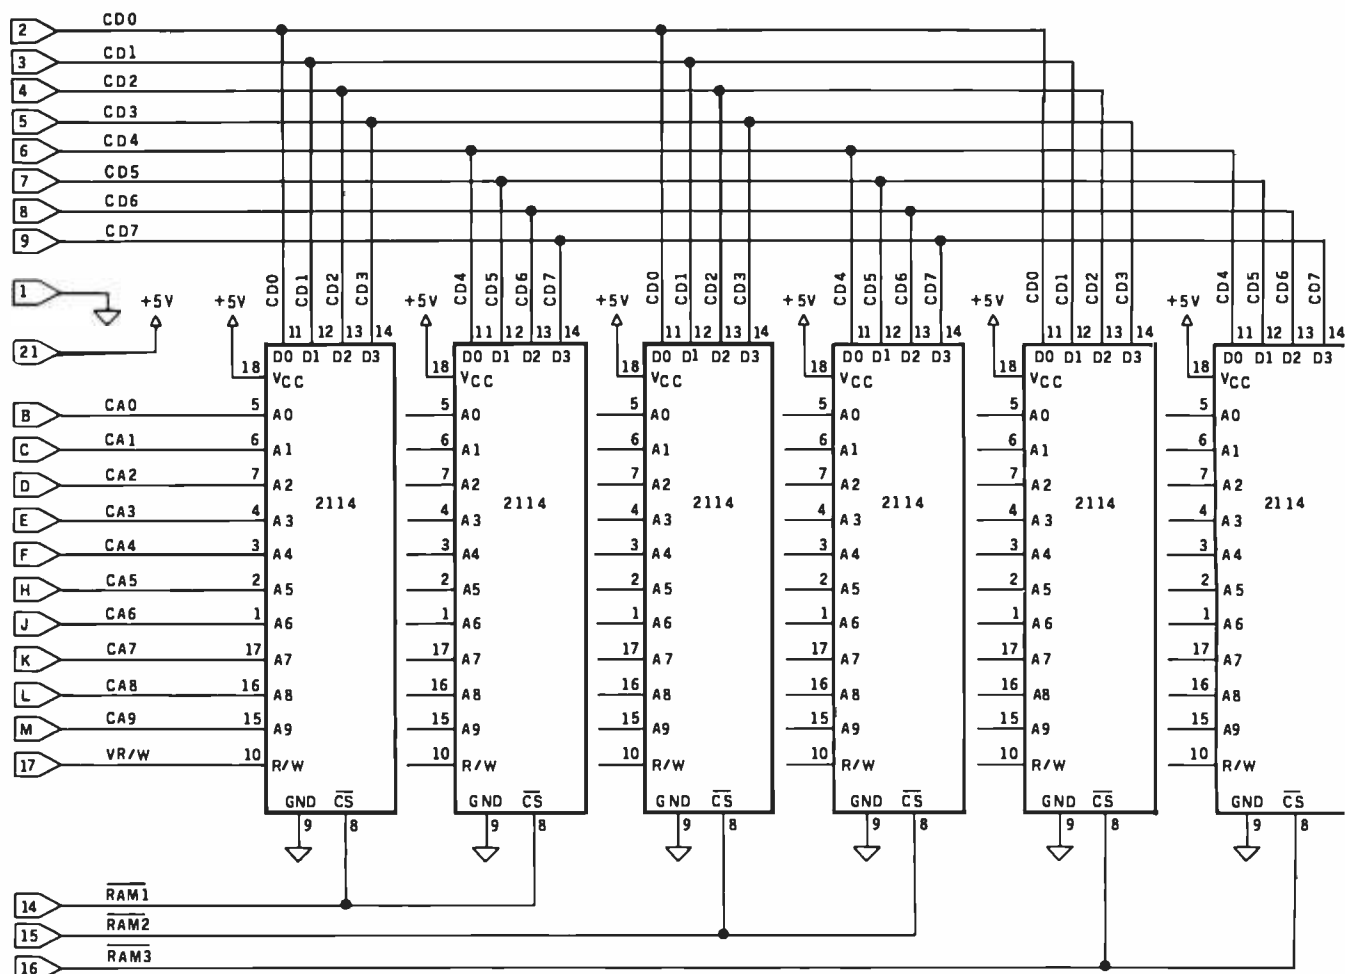 2 CD0
3 CD1
4 CD2
5 CD3
6 CD4
7 CD5
8 CD6
9 CD7
1
21
+5V +5V +5V +5V +5V +5V +5V
CD0 CD1 CD2 CD3 CD4 CD5 CD6 CD7 CD0 CD1 CD2 CD3 CD4 CD5 CD6 CD7 CD0 CD1 CD2 CD3 CD4 CD5 CD6 CD7
11 12 13 14 11 12 13 14 11 12 13 14 11 12 13 14 11 12 13 14 11 12 13 14
D0 D1 D2 D3 D0 D1 D2 D3 D0 D1 D2 D3 D0 D1 D2 D3 D0 D1 D2 D3 D0 D1 D2 D3
18 VCC 18 VCC 18 VCC 18 VCC 18 VCC 18 VCC
B CA0 5 A0 5 A0 5 A0 5 A0 5 A0 5 A0
C CA1 6 A1 6 A1 6 A1 6 A1 6 A1 6 A1
D CA2 7 A2 7 A2 7 A2 7 A2 7 A2 7 A2
2114 2114 2114 2114 2114 2114
E CA3 4 A3 4 A3 4 A3 4 A3 4 A3 4 A3
F CA4 3 A4 3 A4 3 A4 3 A4 3 A4 3 A4
H CA5 2 A5 2 A5 2 A5 2 A5 2 A5 2 A5
J CA6 1 A6 1 A6 1 A6 1 A6 1 A6 1 A6
K CA7 17 A7 17 A7 17 A7 17 A7 17 A7 17 A7
L CA8 16 A8 16 A8 16 A8 16 A8 16 A8 16 A8
M CA9 15 A9 15 A9 15 A9 15 A9 15 A9 15 A9
17 VR/W 10 R/W 10 R/W 10 R/W 10 R/W 10 R/W 10 R/W
GND CS GND CS GND CS GND CS GND CS GND CS
9 8 9 8 9 8 9 8 9 8 9 8
14 RAM1
15 RAM2
16 RAM3